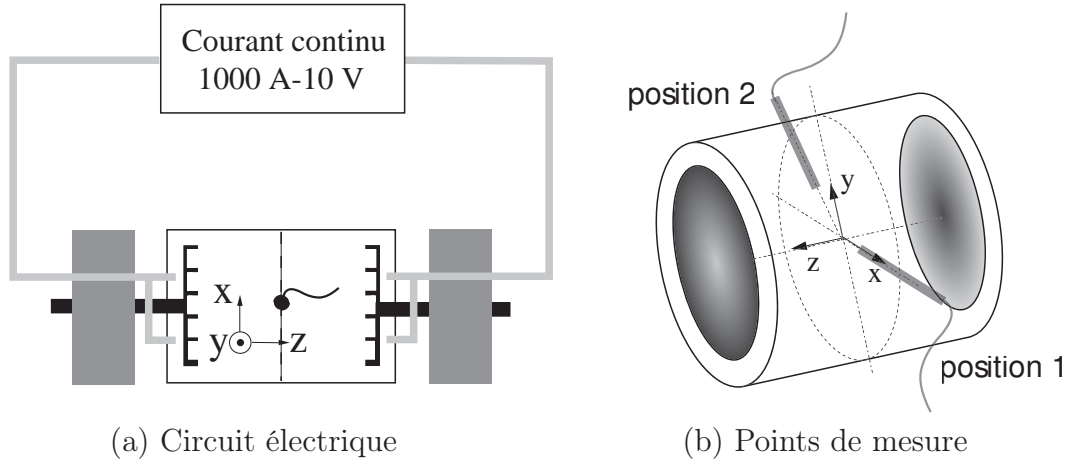 Courant continu
1000 A-10 V
x
y
z
(a) Circuit électrique
position 2
y
z
x
position 1
(b) Points de mesure